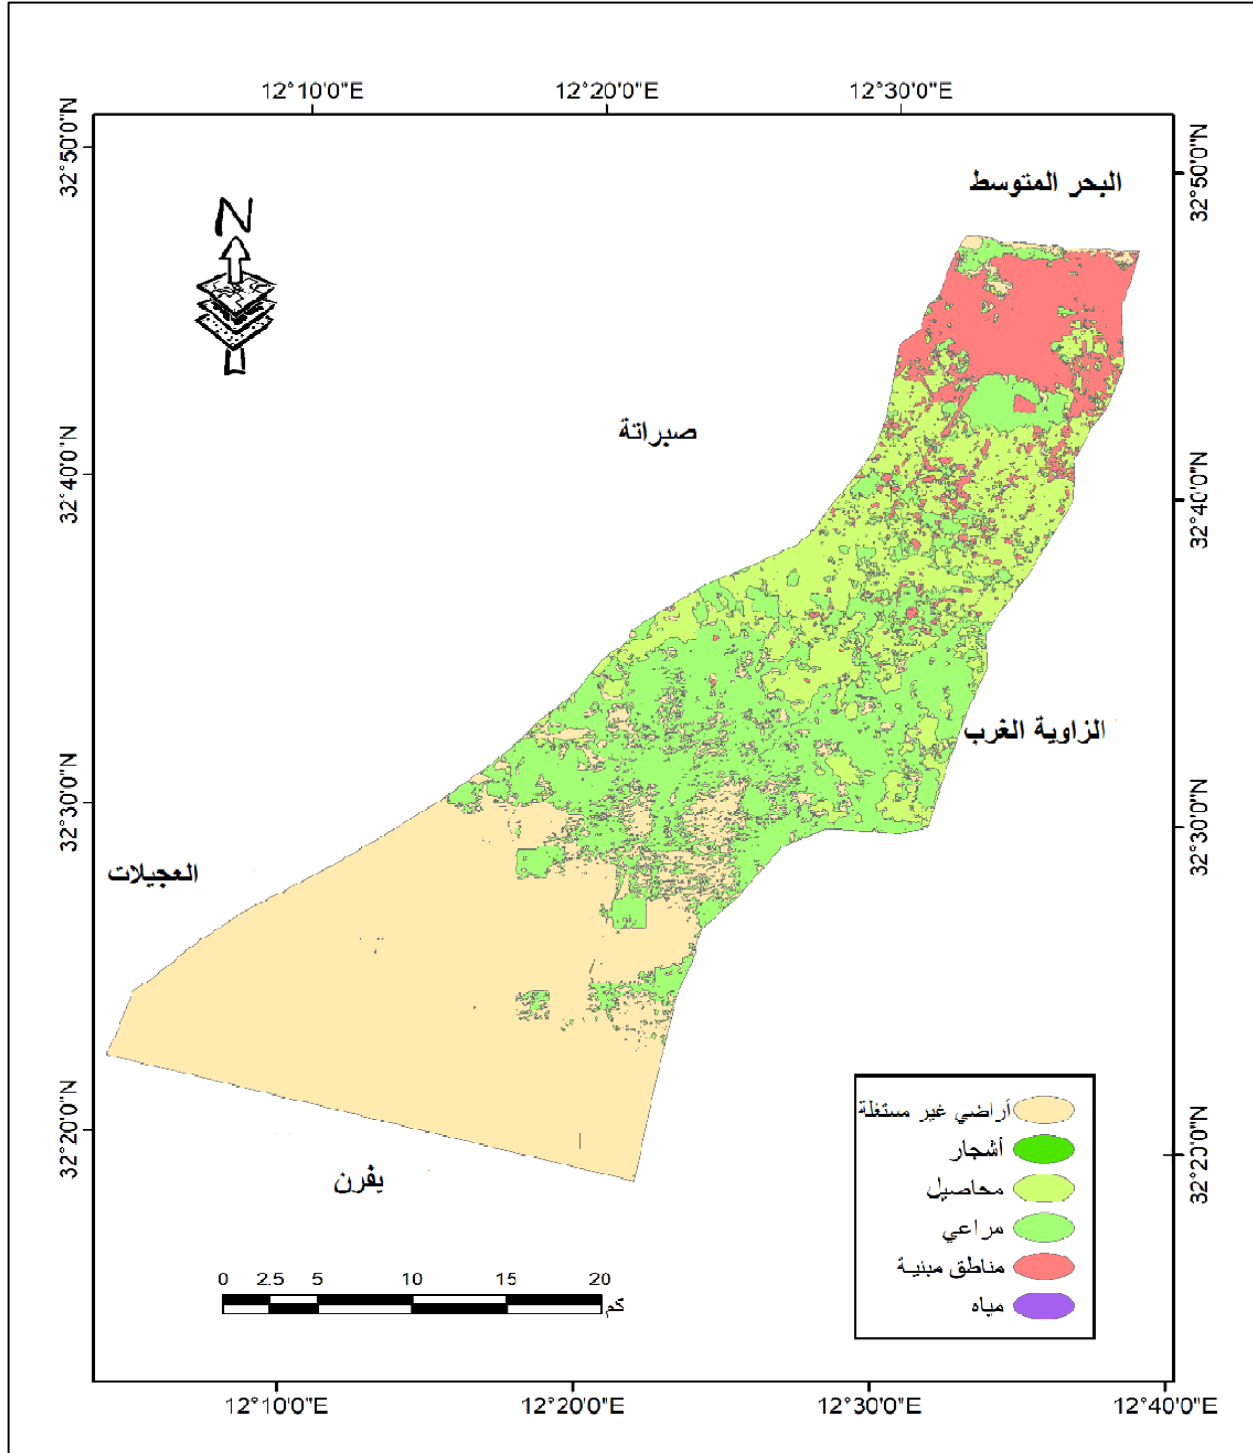 12°10'0"E 12°20'0"E 12°30'0"E
32°50'0"N
32°50'0"N
البحر المتوسط
N
صبراتة
32°40'0"N
32°40'0"N
الزاوية الغرب
32°30'0"N
32°30'0"N
العجيلات
32°20'0"N
32°20'0"N
يفرن
أراضي غير مستغلة
أشجار
محاصيل
مراعي
مناطق مبنية
مياه
0 2.5 5 10 15 20
كم
12°10'0"E 12°20'0"E 12°30'0"E 12°40'0"E